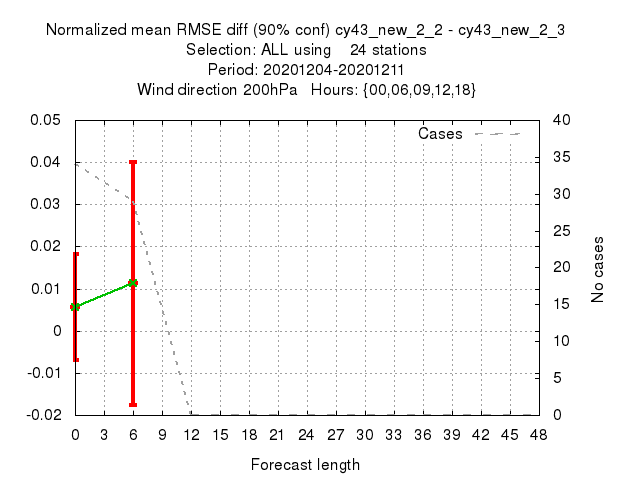 Normalized mean RMSE diff (90% conf) cy43_new_2_2 - cy43_new_2_3
Selection: ALL using    24 stations
Period: 20201204-20201211
Wind direction 200hPa   Hours: {00,06,09,12,18}
Cases
0.05
0.04
0.03
0.02
0.01
0
-0.01
-0.02
40
35
30
25
20
15
10
5
0
No cases
0 3 6 9 12 15 18 21 24 27 30 33 36 39 42 45 48
Forecast length